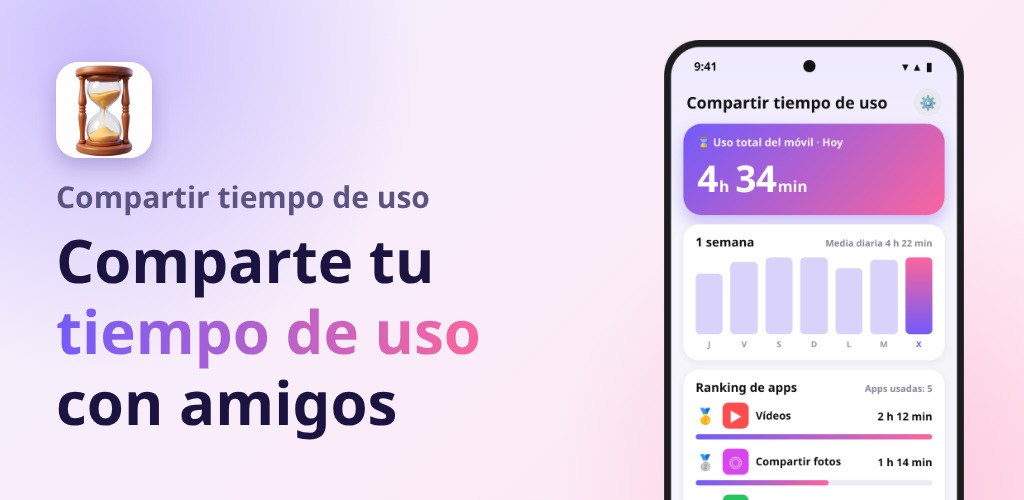 Compartir tiempo de uso
Comparte tu
tiempo de uso
con amigos
9:41
Compartir tiempo de uso
Uso total del móvil · Hoy
4h 34min
1 semana
Media diaria 4 h 22 min
J V S D L M X
Ranking de apps
Apps usadas: 5
Vídeos
2 h 12 min
Compartir fotos
1 h 14 min